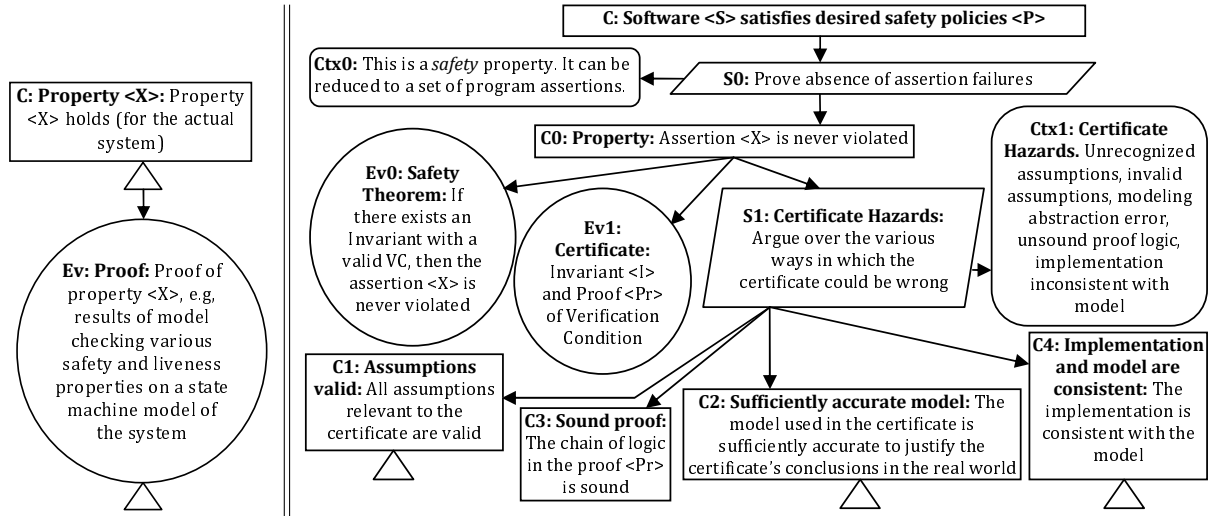 C: Property <X>: Property
<X> holds (for the actual
system)
Ev: Proof: Proof of
property <X>, e.g,
results of model
checking various
safety and liveness
properties on a state
machine model of
the system
C: Software <S> satisfies desired safety policies <P>
Ctx0: This is a safety property. It can be
reduced to a set of program assertions.
S0: Prove absence of assertion failures
C0: Property: Assertion <X> is never violated
Ev0: Safety
Theorem: If
there exists an
Invariant with a
valid VC, then the
assertion <X> is
never violated
Ev1:
Certificate:
Invariant <I>
and Proof <Pr>
of Verification
Condition
S1: Certificate Hazards:
Argue over the various
ways in which the
certificate could be wrong
Ctx1: Certificate
Hazards. Unrecognized
assumptions, invalid
assumptions, modeling
abstraction error,
unsound proof logic,
implementation
inconsistent with
model
C1: Assumptions
valid: All assumptions
relevant to the
certificate are valid
C3: Sound proof:
The chain of logic
in the proof <Pr>
is sound
C2: Sufficiently accurate model: The
model used in the certificate is
sufficiently accurate to justify the
certificate's conclusions in the real world
C4: Implementation
and model are
consistent: The
implementation is
consistent with the
model